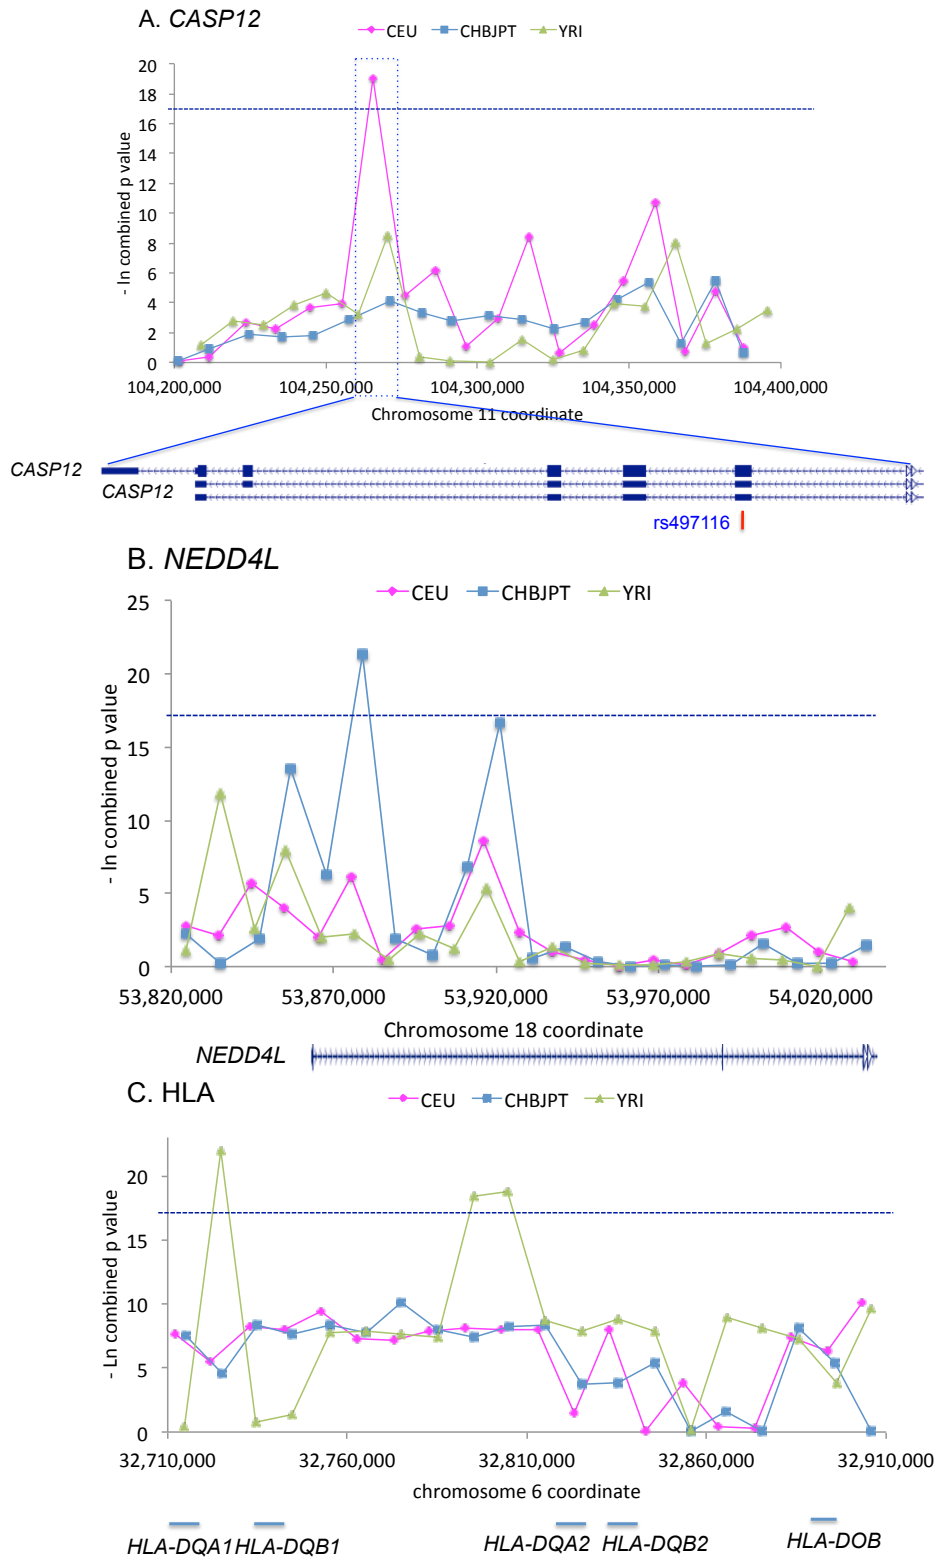 A. CASP12
CEU CHBJPT YRI
- ln combined p value
20
18
16
14
12
10
8
6
4
2
0
104,200,000 104,250,000 104,300,000 104,350,000 104,400,000
Chromosome 11 coordinate
CASP12
CASP12
rs497116
B. NEDD4L
CEU CHBJPT YRI
- ln combined p value
25
20
15
10
5
0
53,820,000 53,870,000 53,920,000 53,970,000 54,020,000
Chromosome 18 coordinate
NEDD4L
C. HLA
CEU CHBJPT YRI
- Ln combined p value
20
15
10
5
0
32,710,000 32,760,000 32,810,000 32,860,000 32,910,000
chromosome 6 coordinate
HLA-DQA1 HLA-DQB1 HLA-DQA2 HLA-DQB2 HLA-DOB